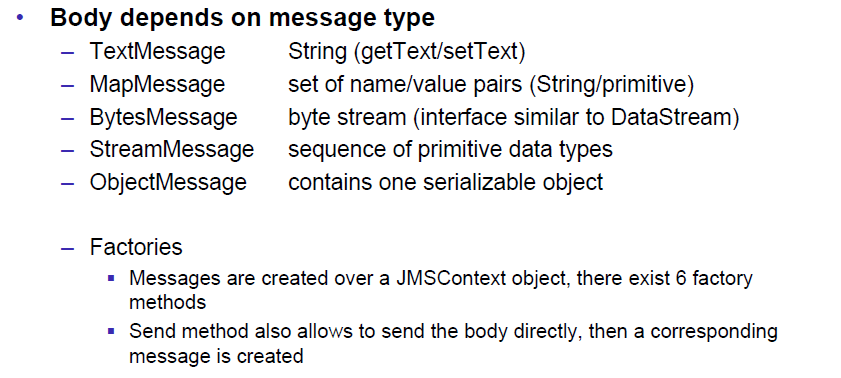 • Body depends on message type
– TextMessage String (getText/setText)
– MapMessage set of name/value pairs (String/primitive)
– BytesMessage byte stream (interface similar to DataStream)
– StreamMessage sequence of primitive data types
– ObjectMessage contains one serializable object
– Factories
▪ Messages are created over a JMSContext object, there exist 6 factory
methods
▪ Send method also allows to send the body directly, then a corresponding
message is created